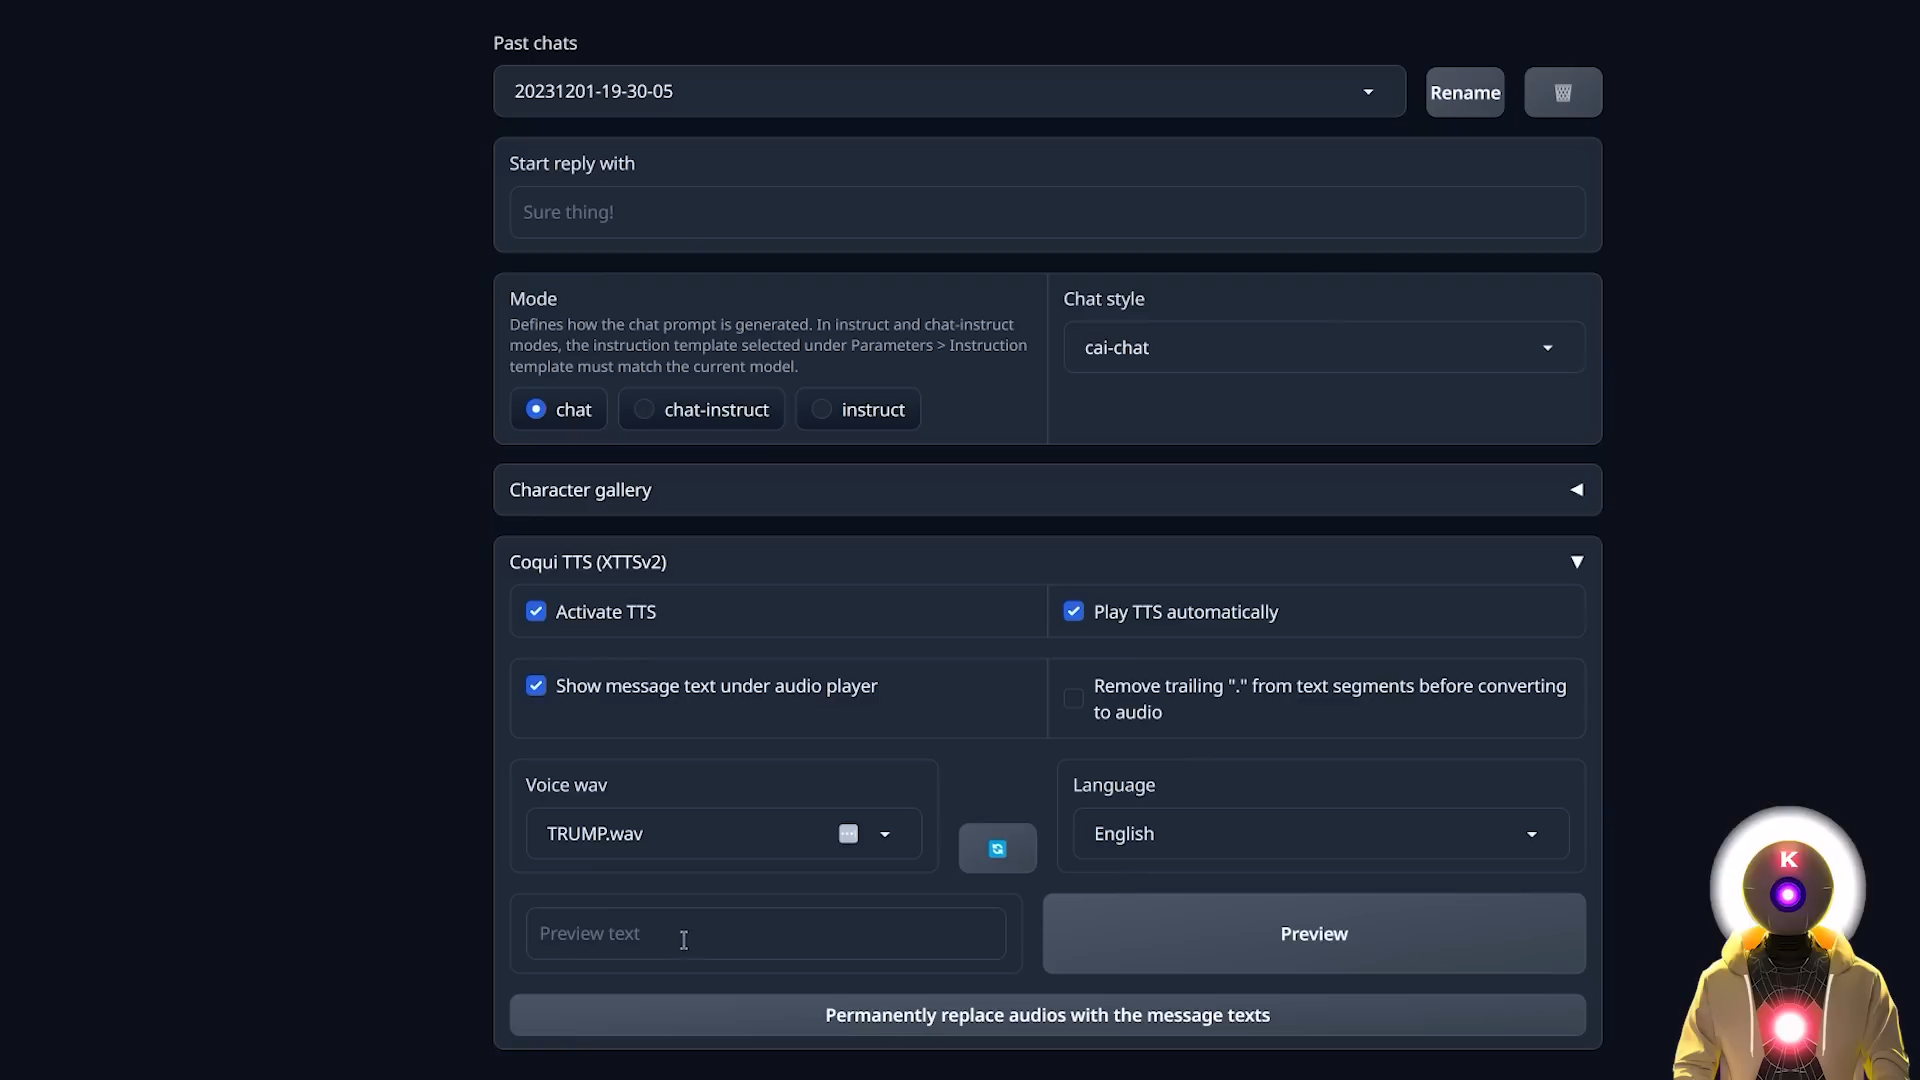 Past chats
20231201-19-30-05
Rename
Start reply with
Sure thing!
Mode
Defines how the chat prompt is generated. In instruct and chat-instruct
modes, the instruction template selected under Parameters > Instruction
template must match the current model.
chat
chat-instruct
instruct
Chat style
cai-chat
Character gallery
Coqui TTS (XTTSv2)
Activate TTS
Play TTS automatically
Show message text under audio player
Remove trailing "." from text segments before converting
to audio
Voice wav
TRUMP.wav
Language
English
Preview text
Preview
K
Permanently replace audios with the message texts